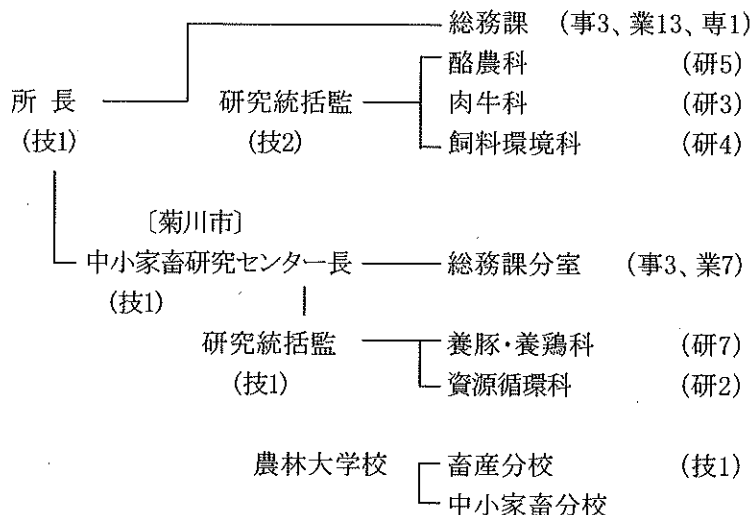 総務課 (事3、業13、専1)
酪農科 (研5)
所 長 研究統括監 肉牛科 (研3)
(技1) (技2) 飼料環境科 (研4)
〔菊川市〕
中小家畜研究センター長 総務課分室 (事3、業7)
(技1)
研究統括監 養豚・養鶏科 (研7)
(技1) 資源循環科 (研2)
農林大学校 畜産分校 (技1)
中小家畜分校